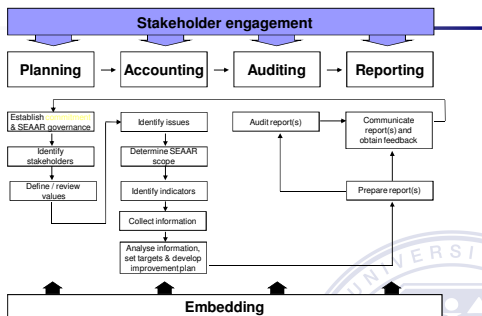 Stakeholder engagement
Planning
Accounting
Auditing
Reporting
Establish commitment
& SEAAR governance
Identify
stakeholders
Define / review
values
Identify issues
Determine SEAAR
scope
Identify indicators
Collect information
Analyse information,
set targets & develop
improvement plan
Audit report(s)
Communicate
report(s) and
obtain feedback
Prepare report(s)
Embedding
UNIVERSI